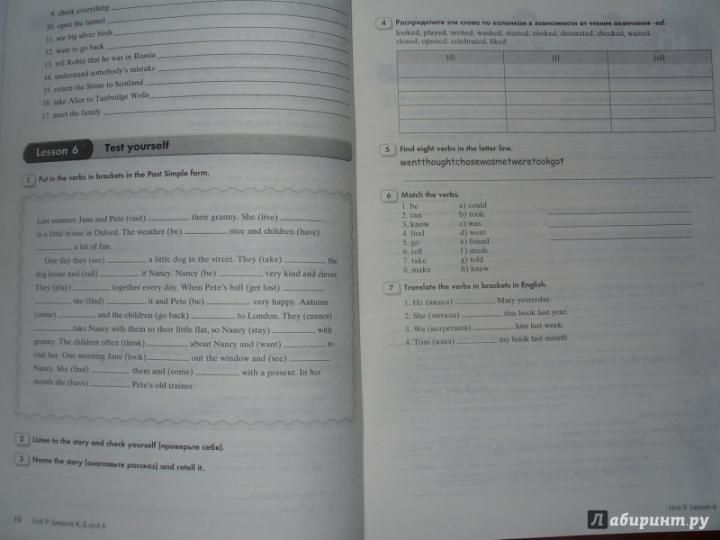 9. check everything
10. open the tunnel
11. see big silver birds
12. want to go back
13. tell Robin that he was in Russia
14. understand somebody's mistake
15. return the Stone to Scotland
16. take Alice to Tunbridge Wells
17. meet the family
Lesson 6 Test yourself
1 Put in the verbs in brackets in the Past Simple form.
Last summer Jane and Pete (visit) ________ their granny. She (live) ________
in a little house in Oxford. The weather (be) ________ nice and children (have)
________ a lot of fun.
One day they (see) ________ a little dog in the street. They (take) ________ the
dog home and (call) ________ it Nancy. Nancy (be) ________ very kind and clever.
They (play) ________ together every day. When Pete's ball (get lost) ________
________ she (find) ________ it and Pete (be) ________ very happy. Autumn
(come) ________ and the children (go back) ________ to London. They (cannot)
________ take Nancy with them to their little flat, so Nancy (stay) ________ with
granny. The children often (think) ________ about Nancy and (want) ________ to
visit her. One morning Jane (look) ________ out the window and (see) ________
Nancy. She (find) ________ them and (come) ________ with a present. In her
mouth she (have) ________ Pete's old trainer.
2 Listen to the story and check yourself (проверьте себя).
3 Name the story (озаглавьте рассказ) and retell it.
10 Unit 9 Lessons 4, 5 and 6
4 Распределите эти слова по колонкам в зависимости от чтения окончания -ed.
looked, played, invited, washed, started, cooked, decorated, checked, waited,
closed, opened, celebrated, liked
[d] [t] [ɪd]
5 Find eight verbs in the letter line.
wentthoughtchosewasmetweretookgot
6 Match the verbs.
1. be a) could
2. can b) took
3. know c) was
4. find d) went
5. go e) found
6. tell f) made
7. take g) told
8. make h) knew
7 Translate the verbs in brackets in English.
1. He (видел) ________ Mary yesterday.
2. She (читала) ________ this book last year.
3. We (встретили) ________ him last week.
4. Tom (взял) ________ my book last month.
Unit 9 Lesson 6
Лабиринт.ру